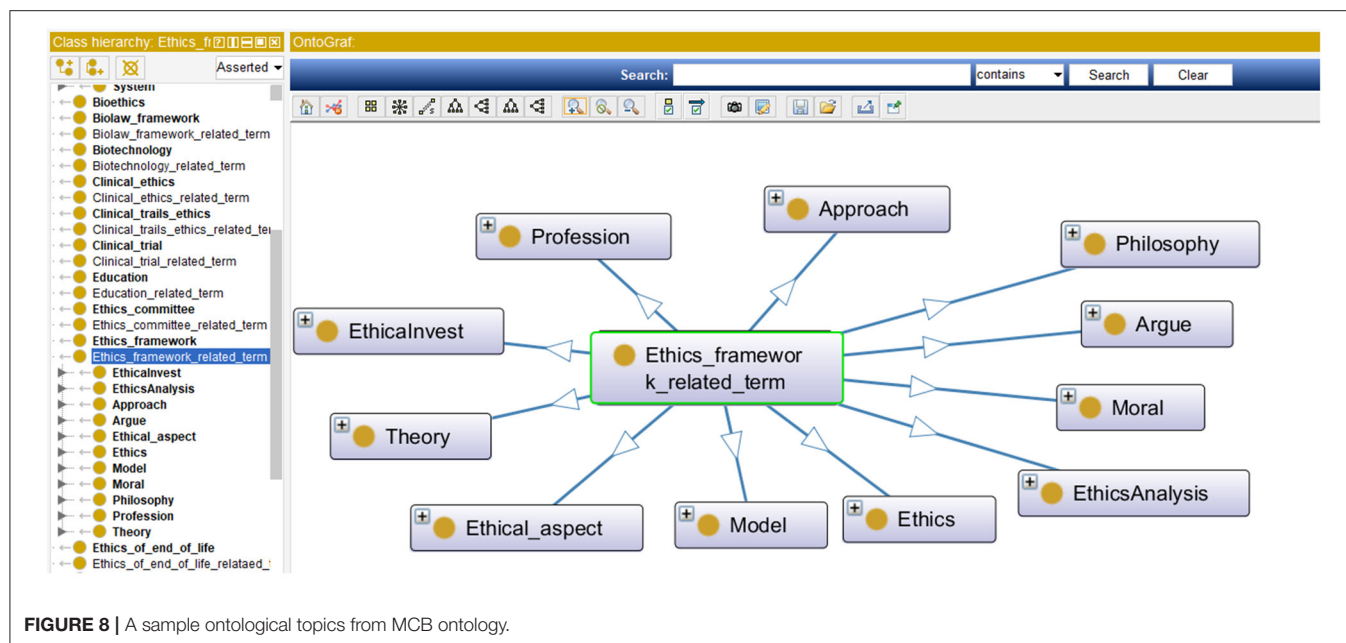 Class hierarchy: Ethics_fr
Asserted
System
Bioethics
Biolaw_framework
Biolaw_framework_related_term
Biotechnology
Biotechnology_related_term
Clinical_ethics
Clinical_ethics_related_term
Clinical_trails_ethics
Clinical_trails_ethics_related_ter
Clinical_trial
Clinical_trial_related_term
Education
Education_related_term
Ethics_committee
Ethics_committee_related_term
Ethics_framework
Ethics_framework_related_term
EthicaInvest
EthicsAnalysis
Approach
Argue
Ethical_aspect
Ethics
Model
Moral
Philosophy
Profession
Theory
Ethics_of_end_of_life
Ethics_of_end_of_life_relataed_
OntoGraf:
Search: contains Search Clear
Approach
Profession
Philosophy
EthicaInvest
Argue
Ethics_framewor
k_related_term
Moral
Theory
EthicsAnalysis
Ethical_aspect
Model
Ethics
FIGURE 8 | A sample ontological topics from MCB ontology.